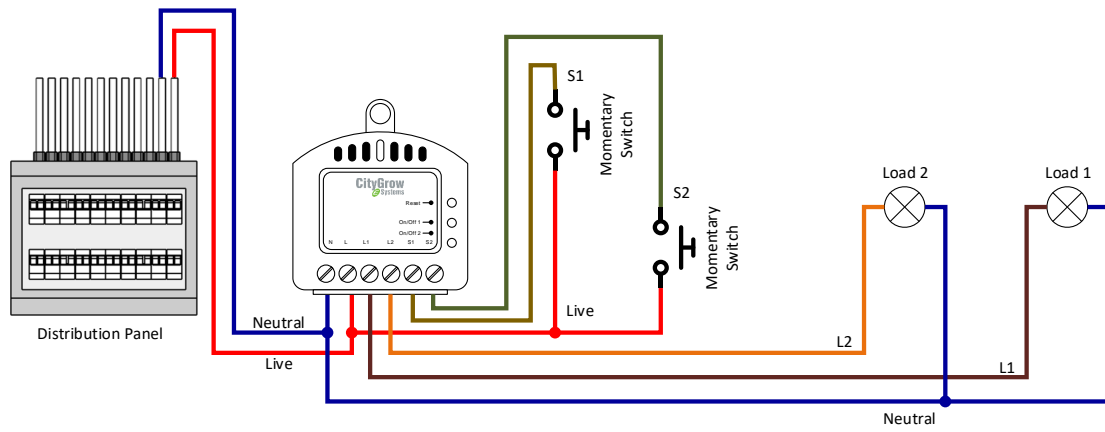 S1
Momentary
Switch
CityGrow
Systems
Reset
On/Off 1
On/Off 2
N L L1 L2 S1 S2
S2
Momentary
Switch
Load 2
Load 1
Distribution Panel
Neutral
Live
Live
L2
L1
Neutral